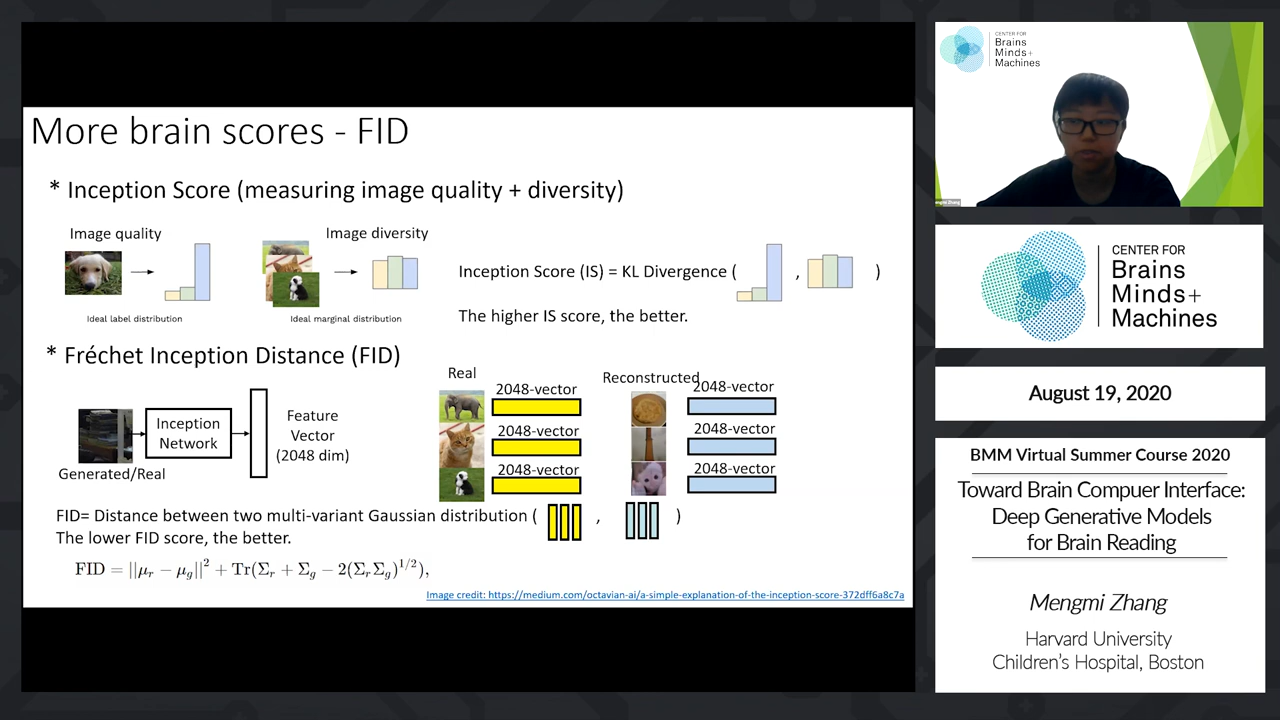 More brain scores - FID
* Inception Score (measuring image quality + diversity)
Image quality
Image diversity
Ideal label distribution
Ideal marginal distribution
Inception Score (IS) = KL Divergence ( , )
The higher IS score, the better.
* Fréchet Inception Distance (FID)
Generated/Real
Inception
Network
Feature
Vector
(2048 dim)
Real
2048-vector
2048-vector
2048-vector
Reconstructed
2048-vector
2048-vector
2048-vector
FID= Distance between two multi-variant Gaussian distribution ( , )
The lower FID score, the better.
FID = ||μr − μg||² + Tr(Σr + Σg − 2(ΣrΣg)^1/2),
Image credit: https://medium.com/octavian-ai/a-simple-explanation-of-the-inception-score-372dff6a8c7a
CENTER FOR
Brains
Minds+
Machines
Mengmi Zhang
CENTER FOR
Brains
Minds+
Machines
August 19, 2020
BMM Virtual Summer Course 2020
Toward Brain Compuer Interface:
Deep Generative Models
for Brain Reading
Mengmi Zhang
Harvard University
Children's Hospital, Boston